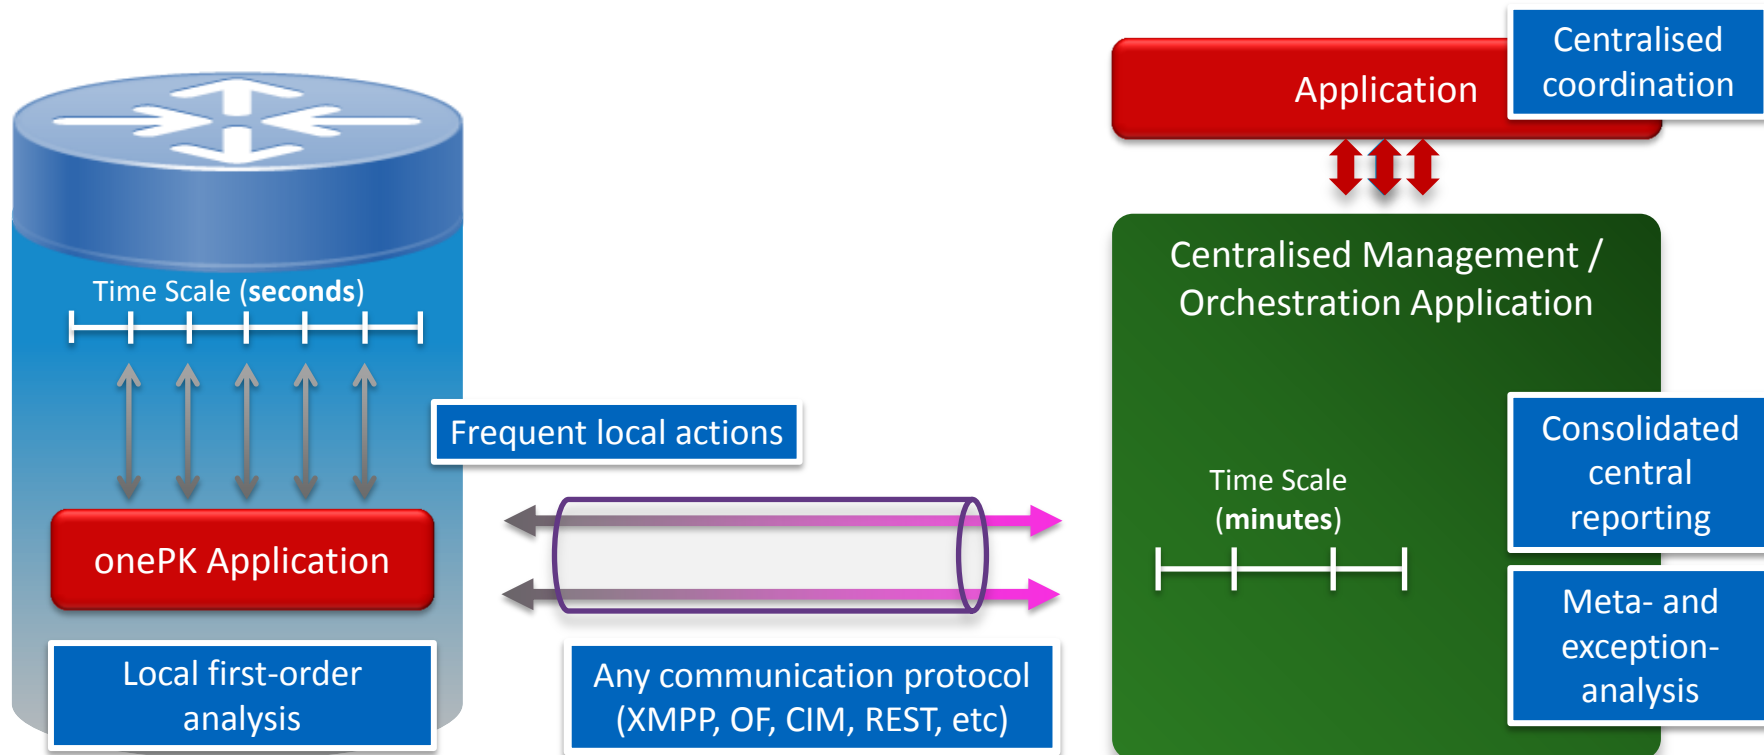 Time Scale (seconds)
Frequent local actions
onePK Application
Local first-order
analysis
Any communication protocol
(XMPP, OF, CIM, REST, etc)
Application
Centralised
coordination
Centralised Management /
Orchestration Application
Time Scale
(minutes)
Consolidated
central
reporting
Meta- and
exception-
analysis